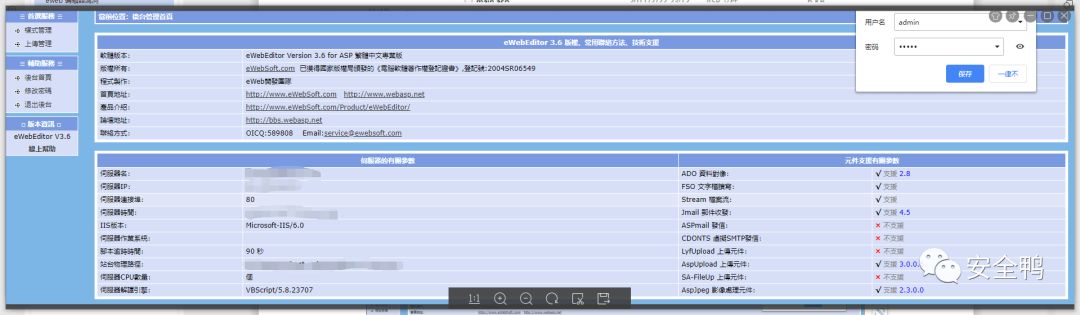 首選服務
樣式管理
上傳管理
輔助服務
後台首頁
修改密碼
退出後台
版本資訊
eWebEditor V3.6
線上幫助
當前位置：後台管理首頁
eWebEditor 3.6 版權、常用聯絡方法、技術支援
軟體版本: eWebEditor Version 3.6 for ASP 繁體中文專業版
版權所有: eWebSoft.com 已獲得國家版權局頒發的《電腦軟體著作權登記證書》,登記號:2004SR06549
程式製作: eWeb開發團隊
首頁地址: http://www.eWebSoft.com http://www.webasp.net
產品介紹: http://www.eWebSoft.com/Product/eWebEditor/
論壇地址: http://bbs.webasp.net
聯絡方式: OICQ:589808 Email:service@ewebsoft.com
用户名 admin
密码 •••••
保存 一律不
伺服器的有關參數
伺服器名:
伺服器IP:
伺服器連接埠: 80
伺服器時間:
IIS版本: Microsoft-IIS/6.0
伺服器作業系統:
腳本逾時時間: 90 秒
站台物理路徑:
伺服器CPU數量: 個
伺服器解譯引擎: VBScript/5.8.23707
元件支援有關參數
ADO 資料對像: √ 支援 2.8
FSO 文字檔讀寫: √ 支援
Stream 檔案流: √ 支援
Jmail 郵件收發: √ 支援 4.5
ASPmail 發信: × 不支援
CDONTS 虛擬SMTP發信: × 不支援
LyfUpload 上傳元件: × 不支援
AspUpload 上傳元件: √ 支援 3.0.0.
SA-FileUp 上傳元件: × 不支援
AspJpeg 影像處理元件: √ 支援 2.3.0.0
安全鸭
1:1